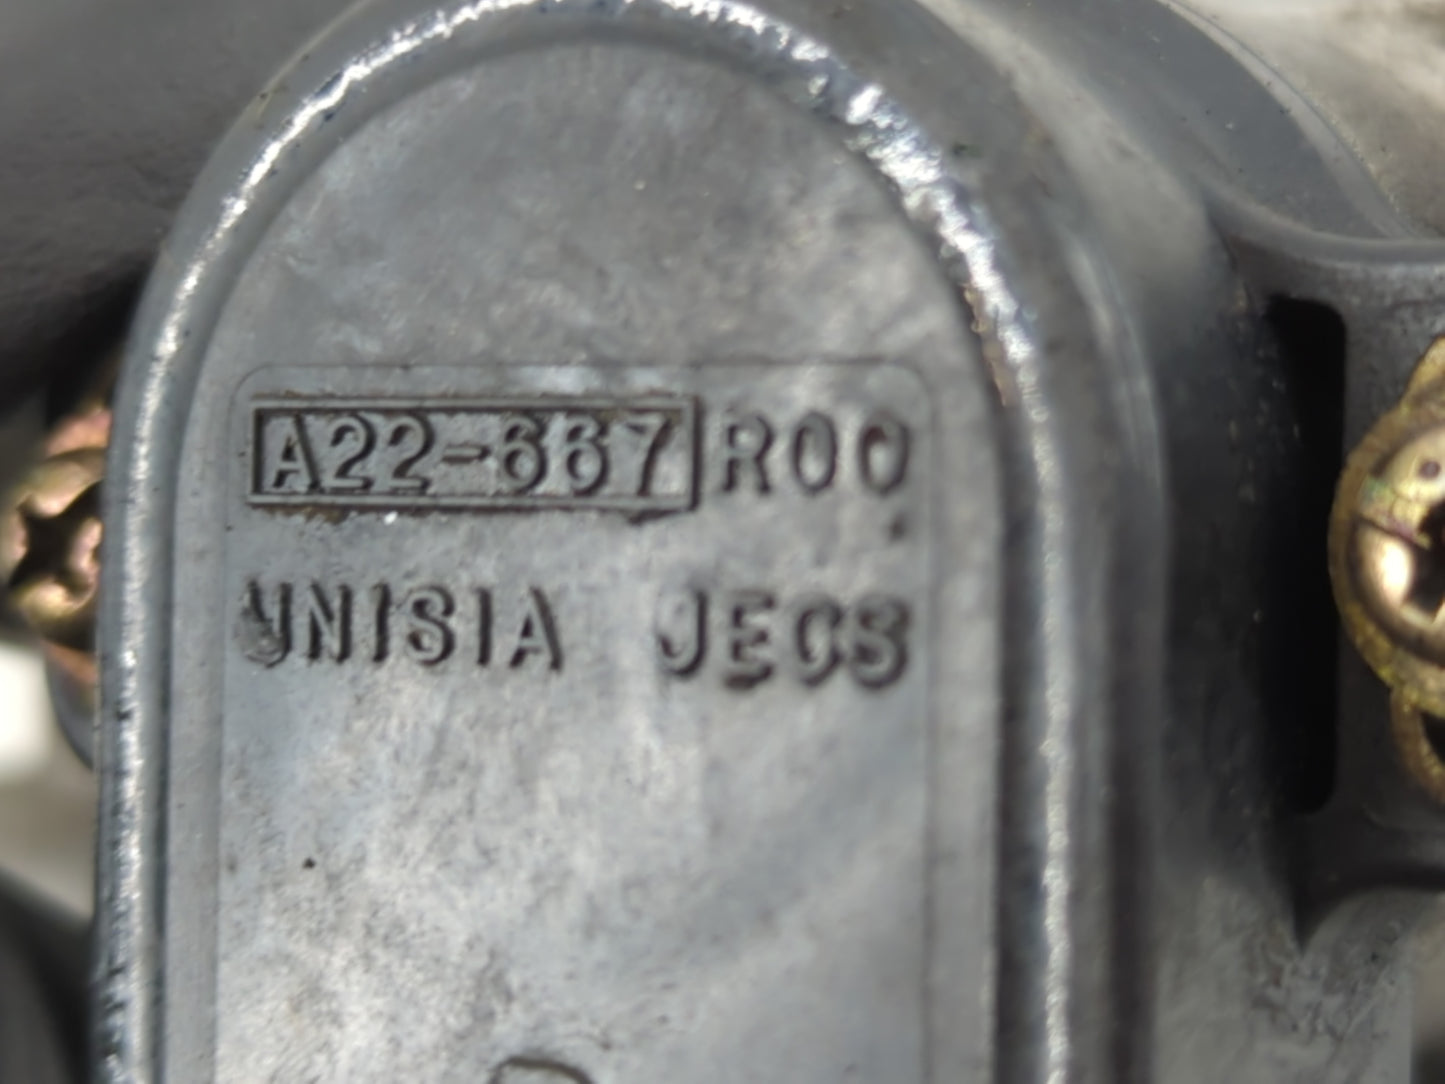 A22-667 R00
UNISIA JECS